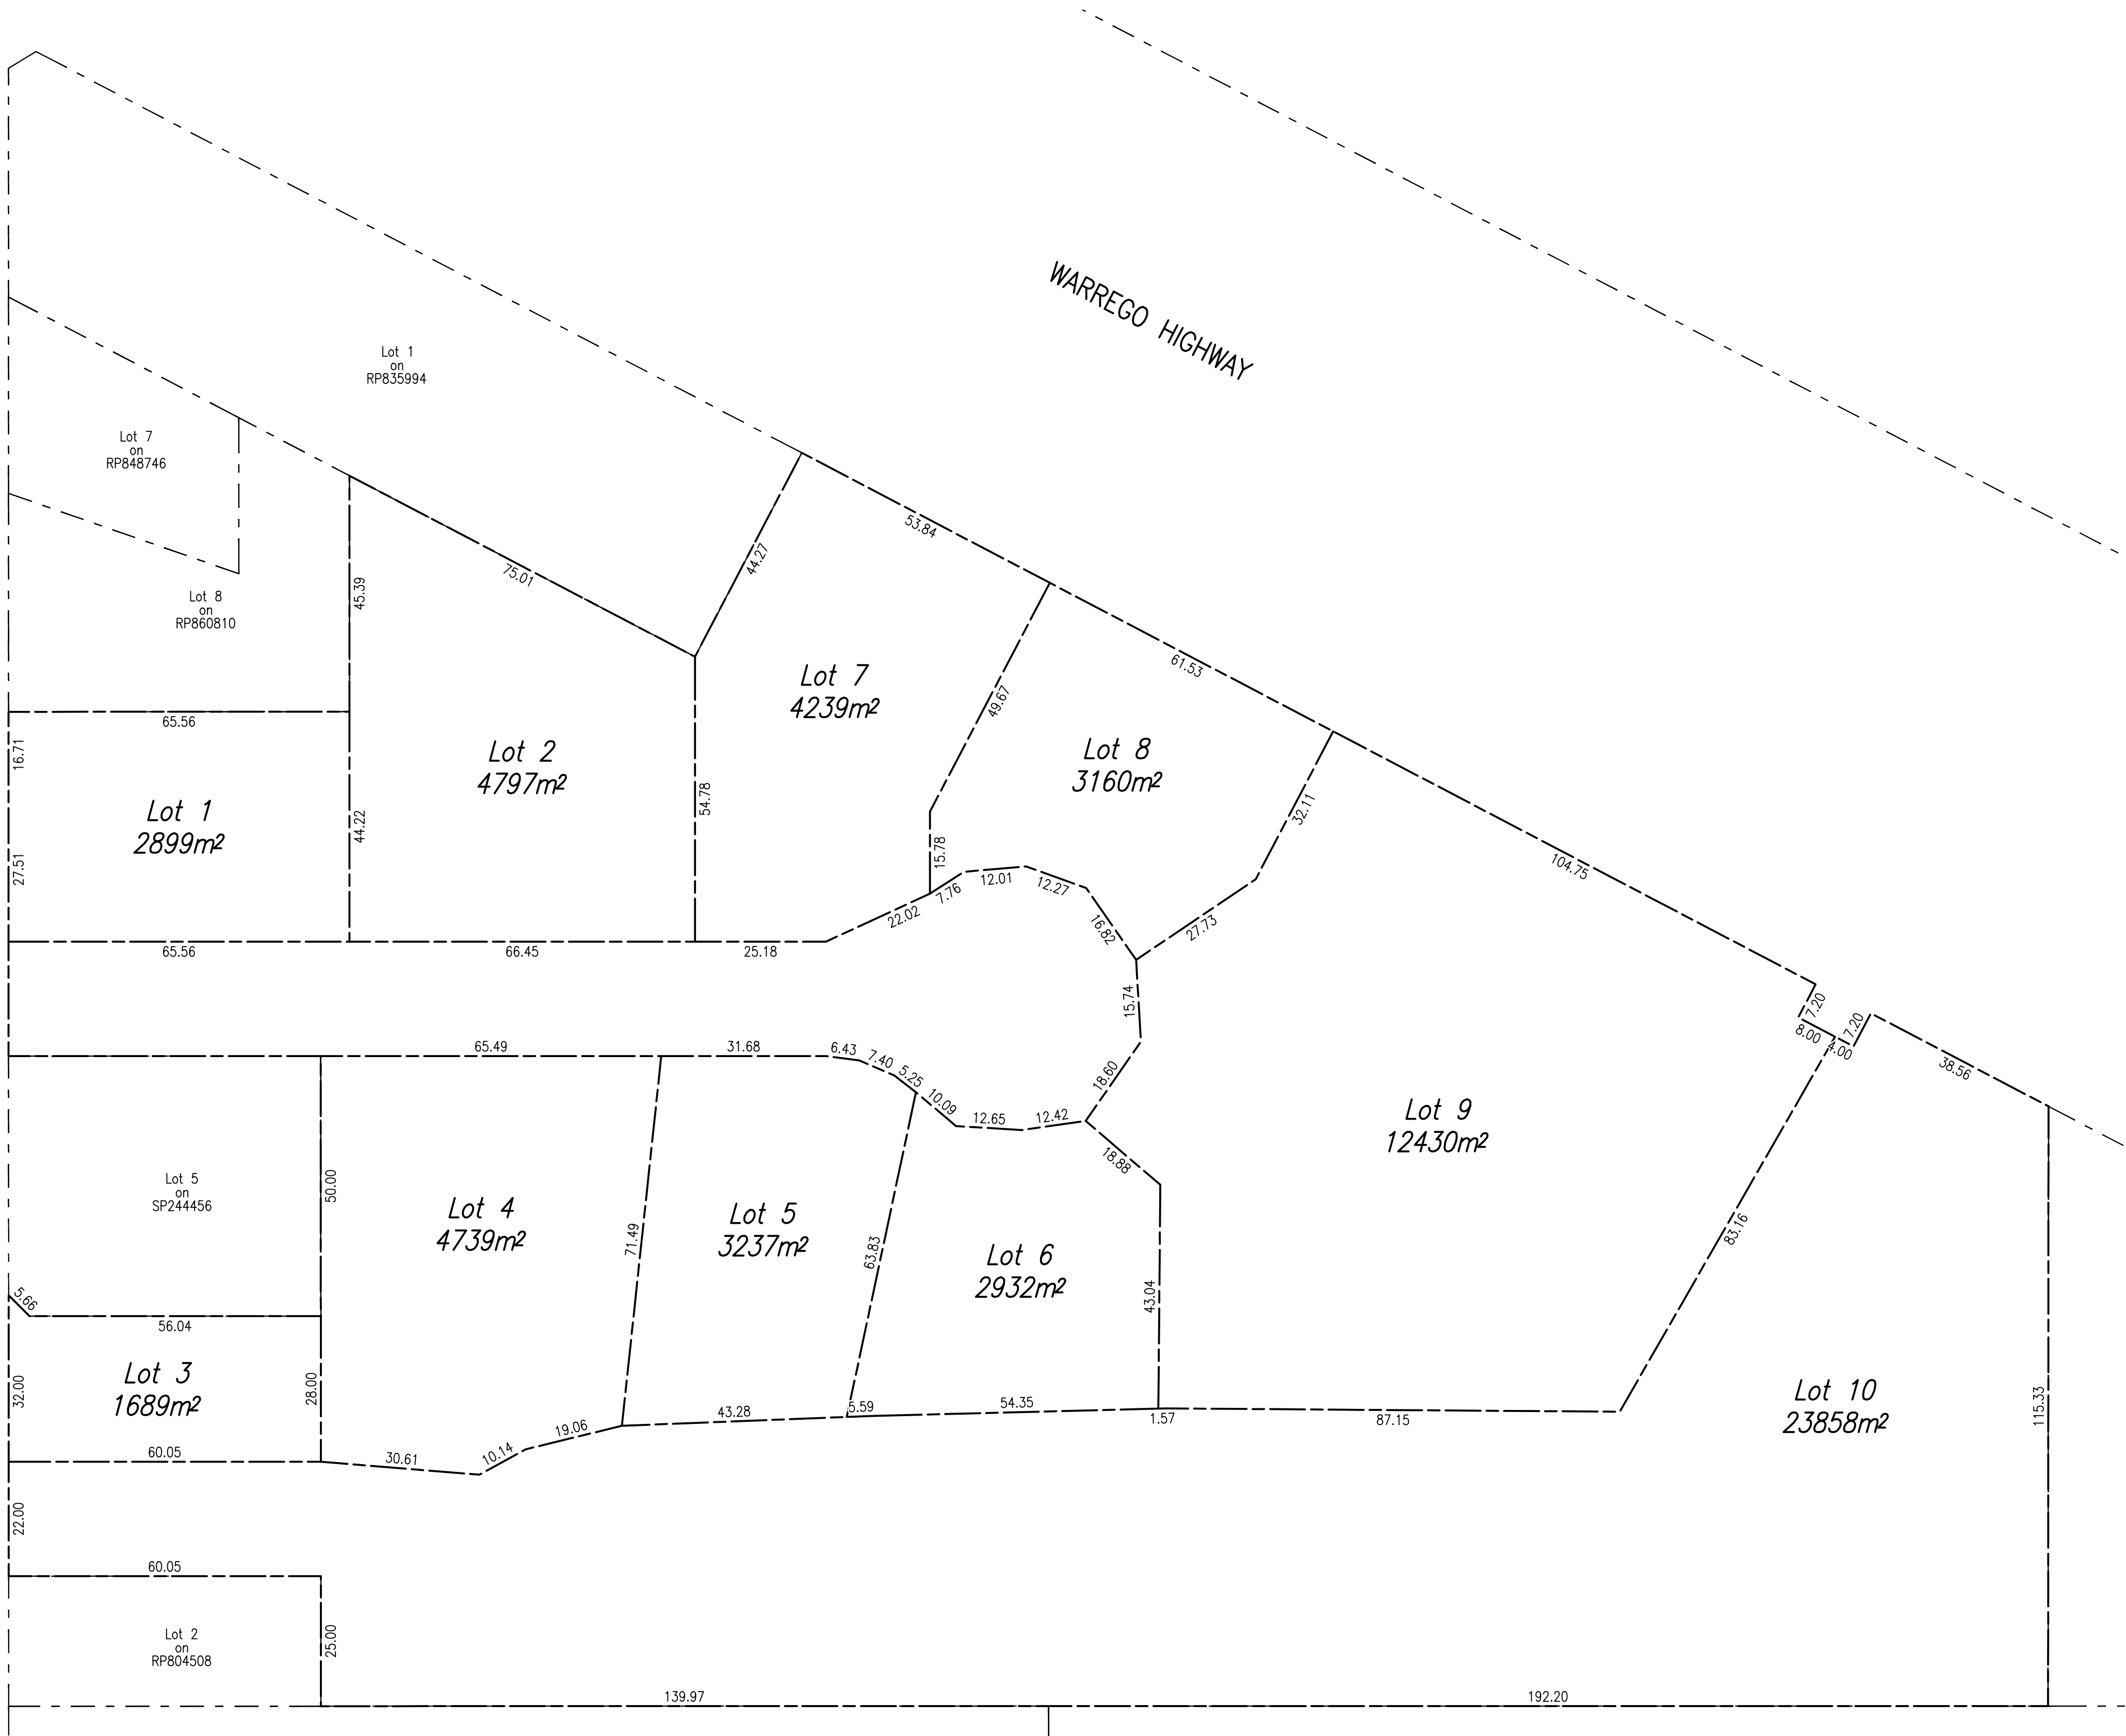 WARREGO HIGHWAY
Lot 1
on
RP835994
Lot 7
on
RP848746
Lot 8
on
RP860810
53.84
44.27
75.01
45.39
61.53
49.67
Lot 7
4239m²
65.56
16.71
Lot 2
4797m²
Lot 8
3160m²
54.78
32.11
Lot 1
2899m²
44.22
27.51
15.78
104.75
7.76
12.01
12.27
22.02
16.82
27.73
65.56
66.45
25.18
15.74
7.20
8.00
4.00
7.20
38.56
65.49
31.68
6.43
7.40
5.25
10.09
12.65
12.42
18.60
18.88
Lot 9
12430m²
Lot 5
on
SP244456
50.00
Lot 4
4739m²
71.49
Lot 5
3237m²
63.83
Lot 6
2932m²
43.04
83.16
5.66
56.04
Lot 3
1689m²
32.00
28.00
Lot 10
23858m²
115.33
43.28
5.59
54.35
1.57
87.15
19.06
10.14
30.61
60.05
22.00
60.05
Lot 2
on
RP804508
25.00
139.97
192.20